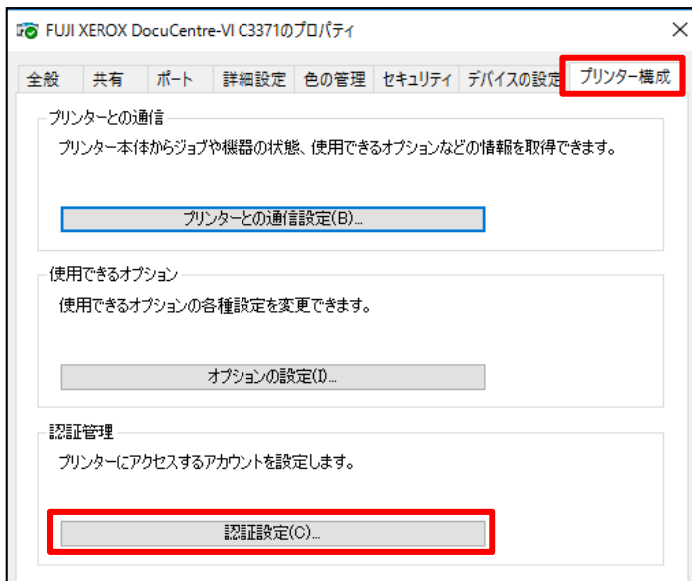 FUJI XEROX DocuCentre-VI C3371のプロパティ
全般 共有 ポート 詳細設定 色の管理 セキュリティ デバイスの設定 プリンター構成
プリンターとの通信
プリンター本体からジョブや機器の状態、使用できるオプションなどの情報を取得できます。
プリンターとの通信設定(B)...
使用できるオプション
使用できるオプションの各種設定を変更できます。
オプションの設定(I)...
認証管理
プリンターにアクセスするアカウントを設定します。
認証設定(C)...